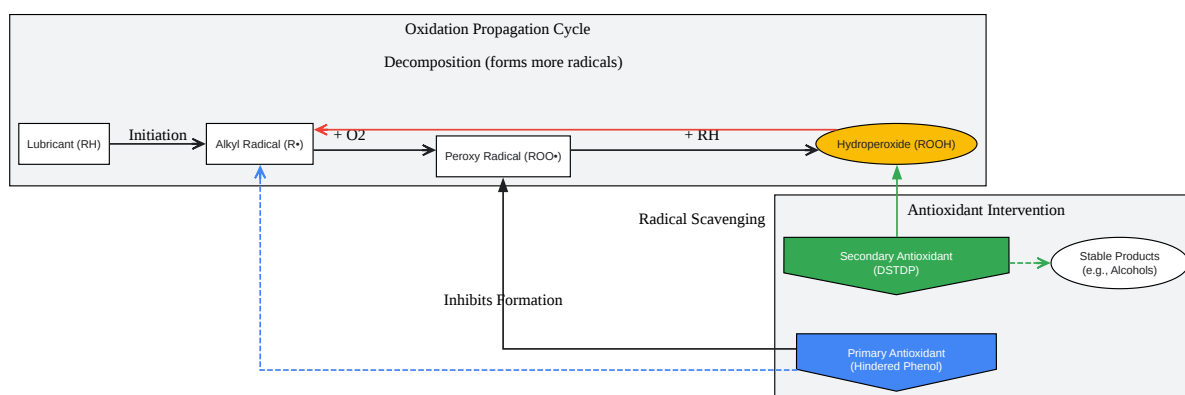 Oxidation Propagation Cycle
Decomposition (forms more radicals)
Lubricant (RH)
Initiation
Alkyl Radical (R•)
+ O2
Peroxy Radical (ROO•)
+ RH
Hydroperoxide (ROOH)
Radical Scavenging
Antioxidant Intervention
Secondary Antioxidant
(DSTDP)
Stable Products
(e.g., Alcohols)
Inhibits Formation
Primary Antioxidant
(Hindered Phenol)